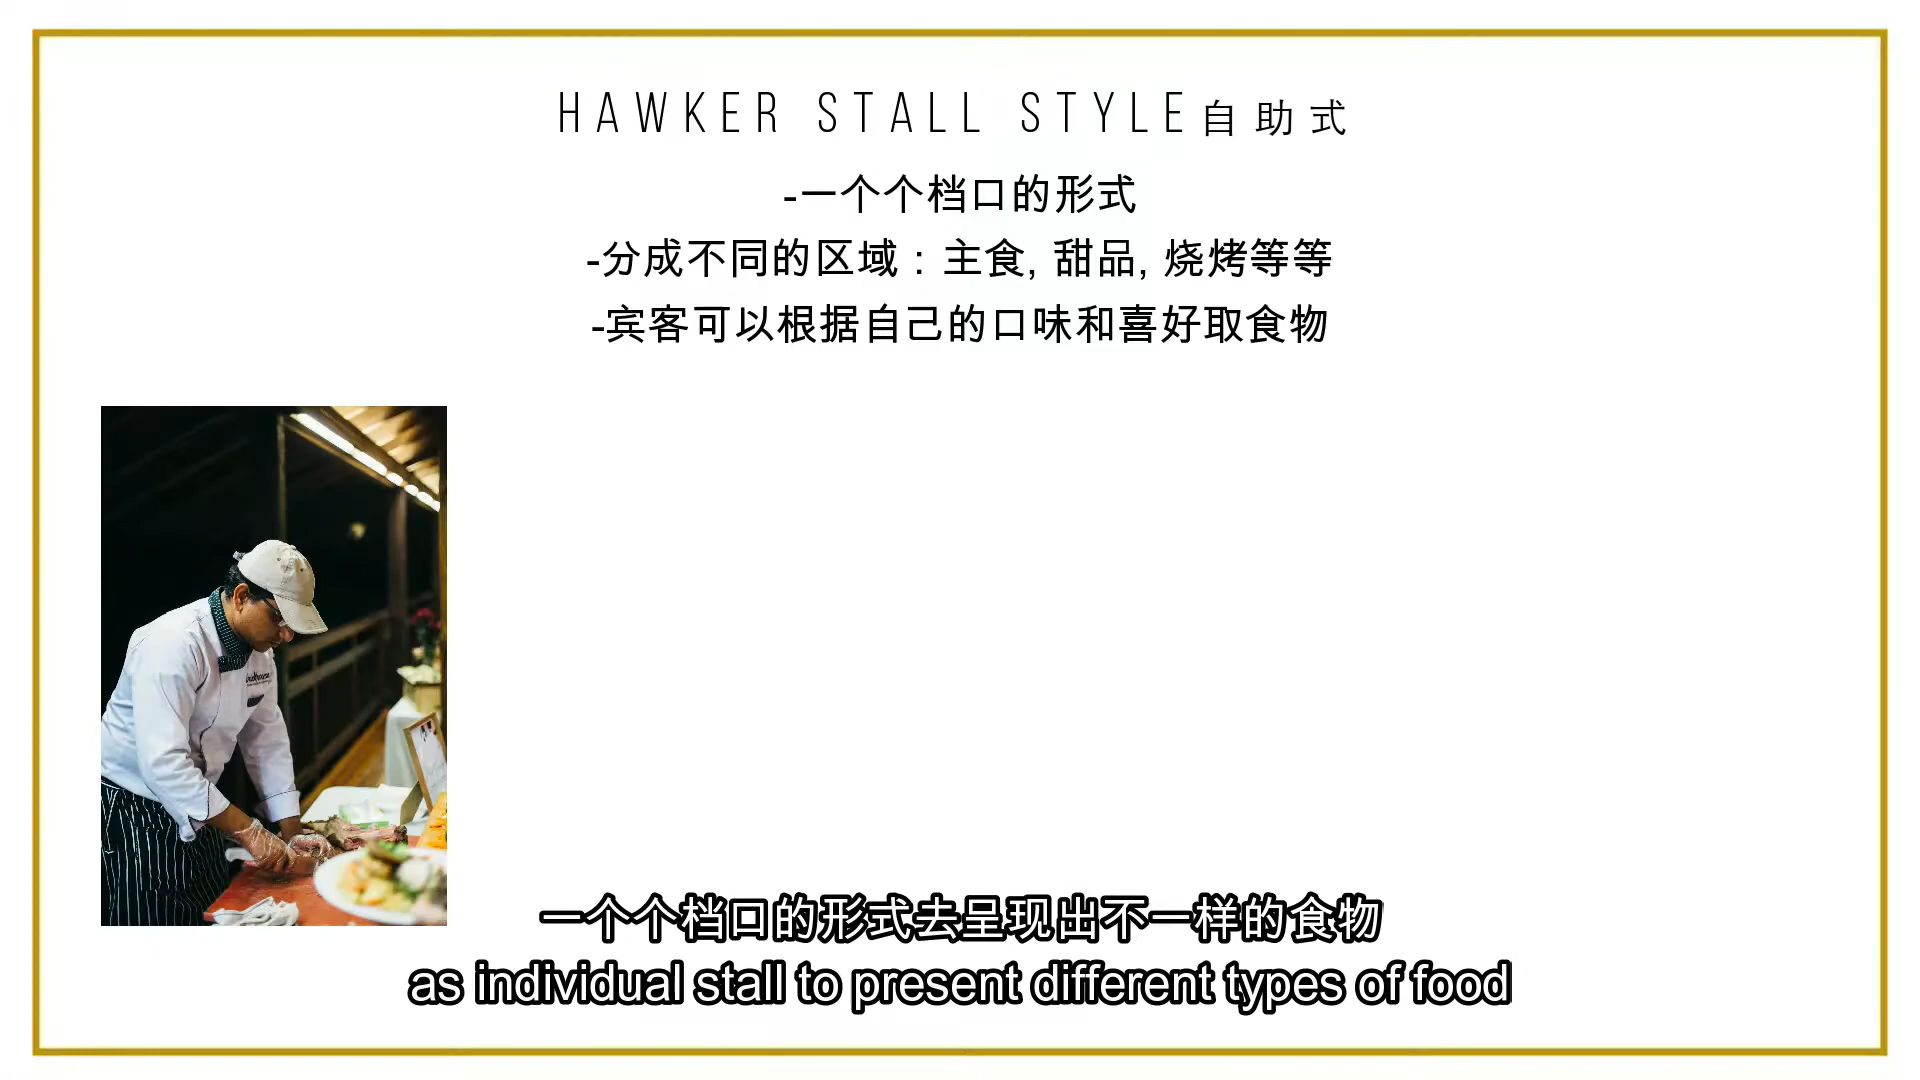 HAWKER STALL STYLE自助式
-一个个档口的形式
-分成不同的区域：主食, 甜品, 烧烤等等
-宾客可以根据自己的口味和喜好取食物
一个个档口的形式去呈现出不一样的食物
as individual stall to present different types of food